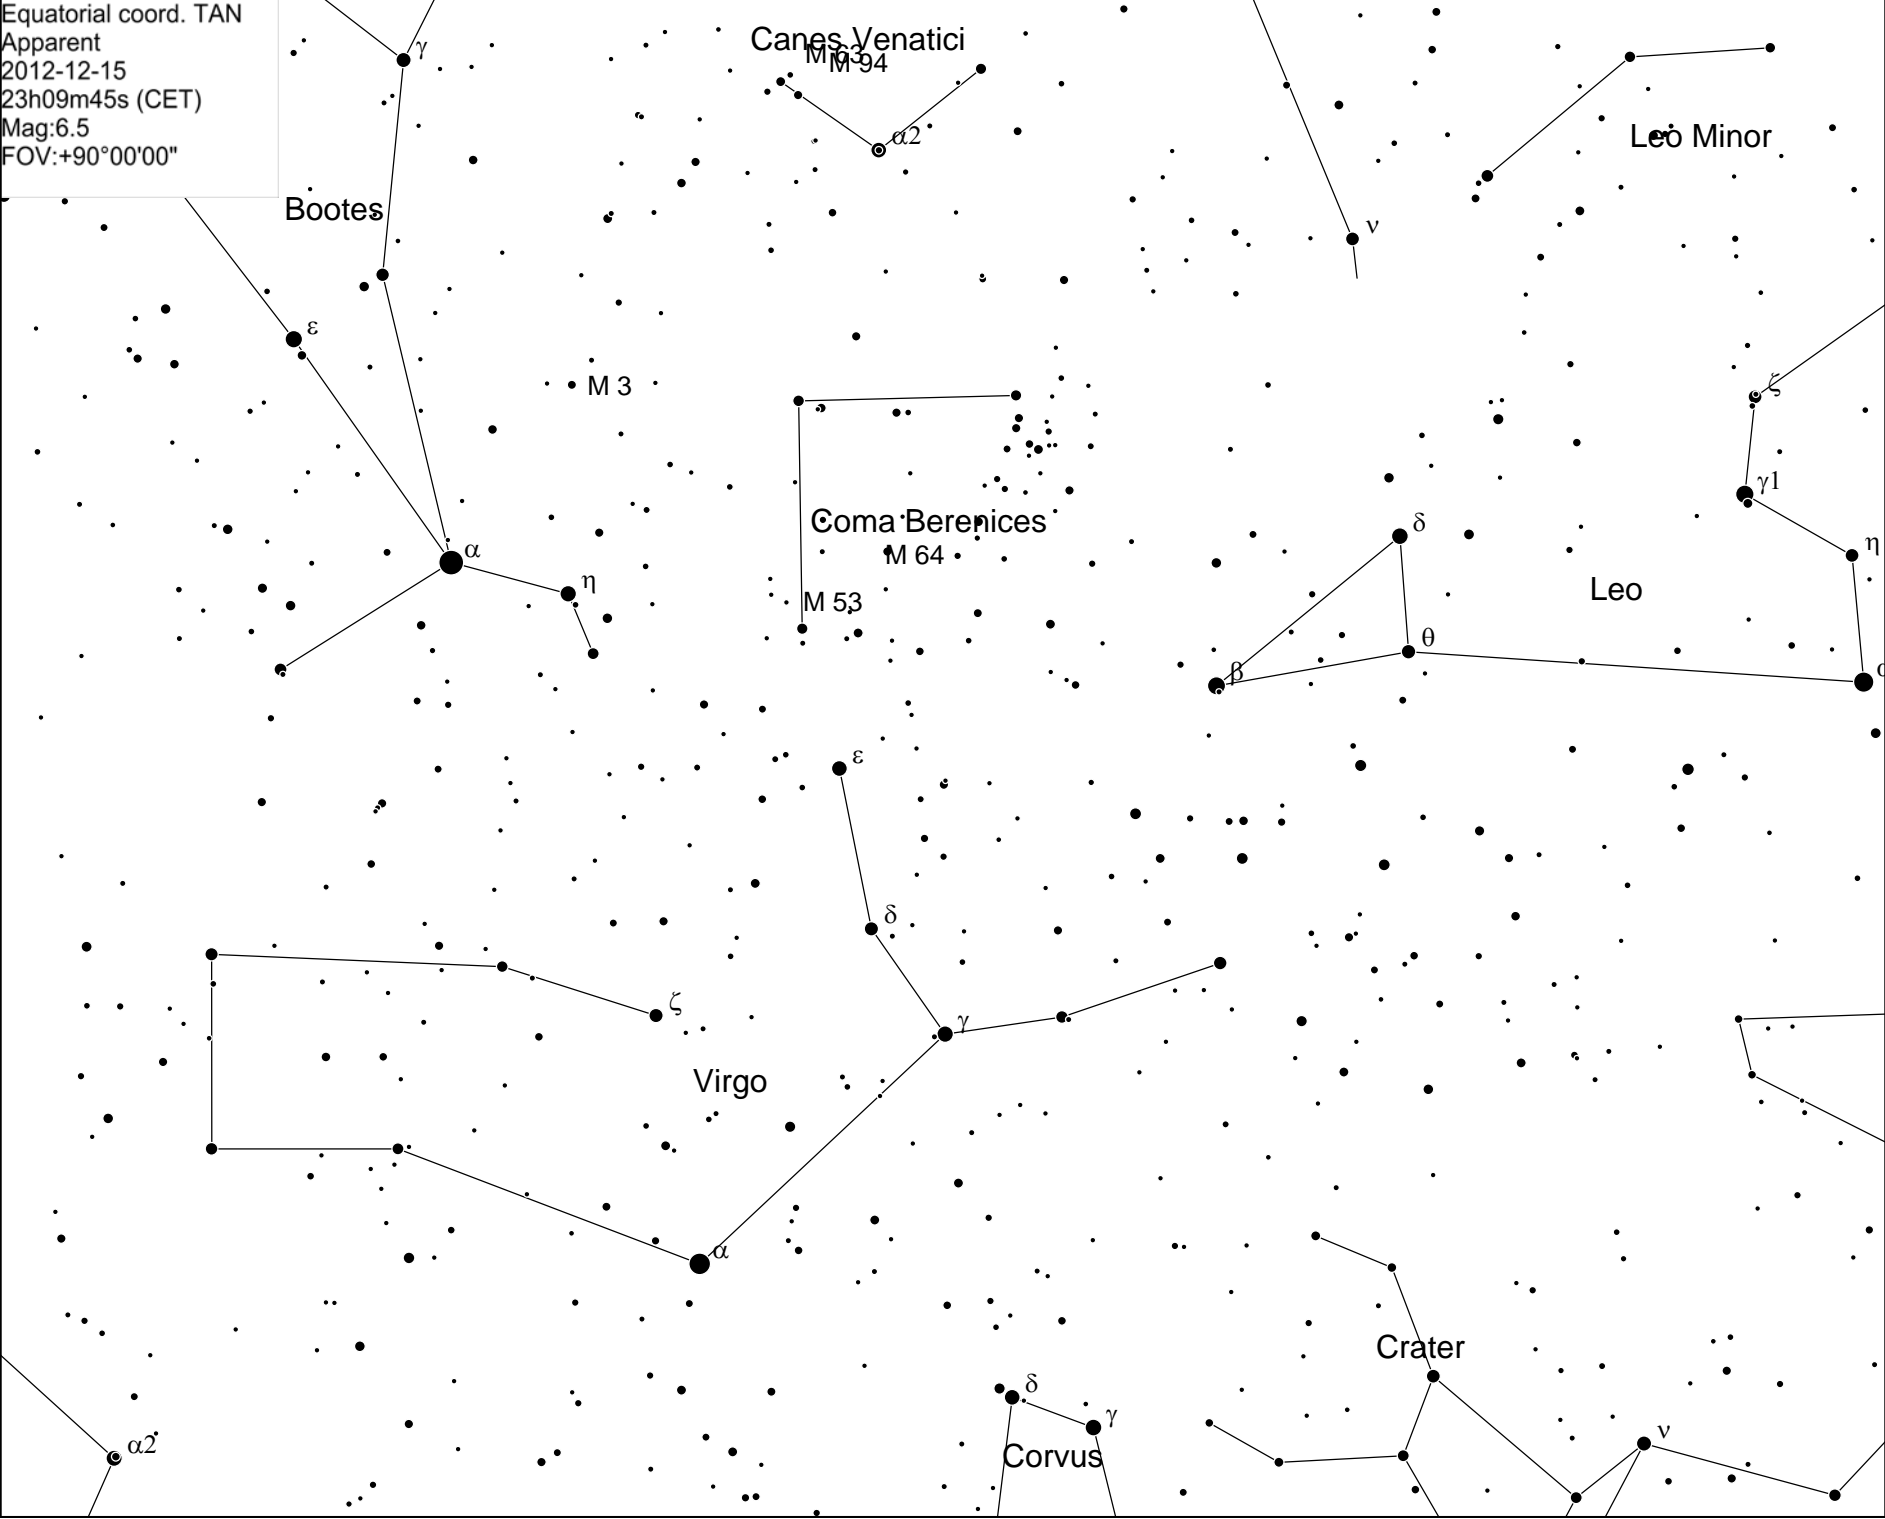 Equatorial coord. TAN
Apparent
2012-12-15
23h09m45s (CET)
Mag:6.5
FOV:+90°00'00"
γ
Canes Venatici
M 63
M 94
α2
Leo Minor
Bootes
ν
ε
M 3
ζ
γ1
Coma Berenices
δ
α
M 64
η
η
Leo
M 53
θ
β
α
ε
δ
ζ
γ
Virgo
α
Crater
δ
γ
ν
α2
Corvus